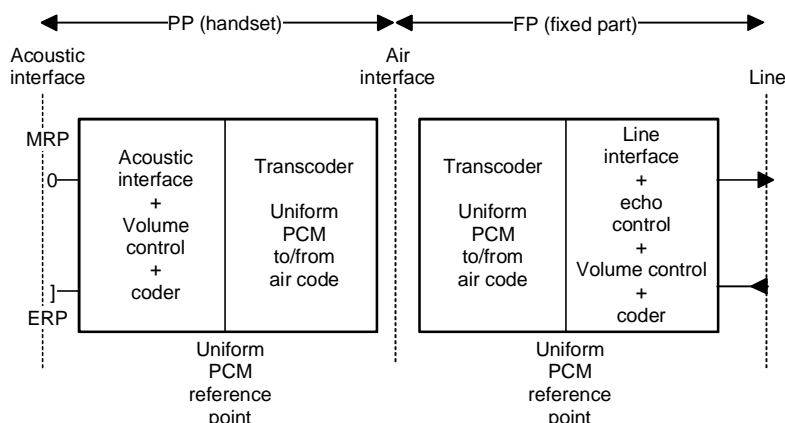 PP (handset)
FP (fixed part)
Acoustic
interface
Air
interface
Line
MRP
0
]
ERP
Acoustic
interface
+
Volume
control
+
coder
Transcoder
Uniform
PCM
to/from
air code
Transcoder
Uniform
PCM
to/from
air code
Line
interface
+
echo
control
+
Volume control
+
coder
Uniform
PCM
reference
point
Uniform
PCM
reference
point